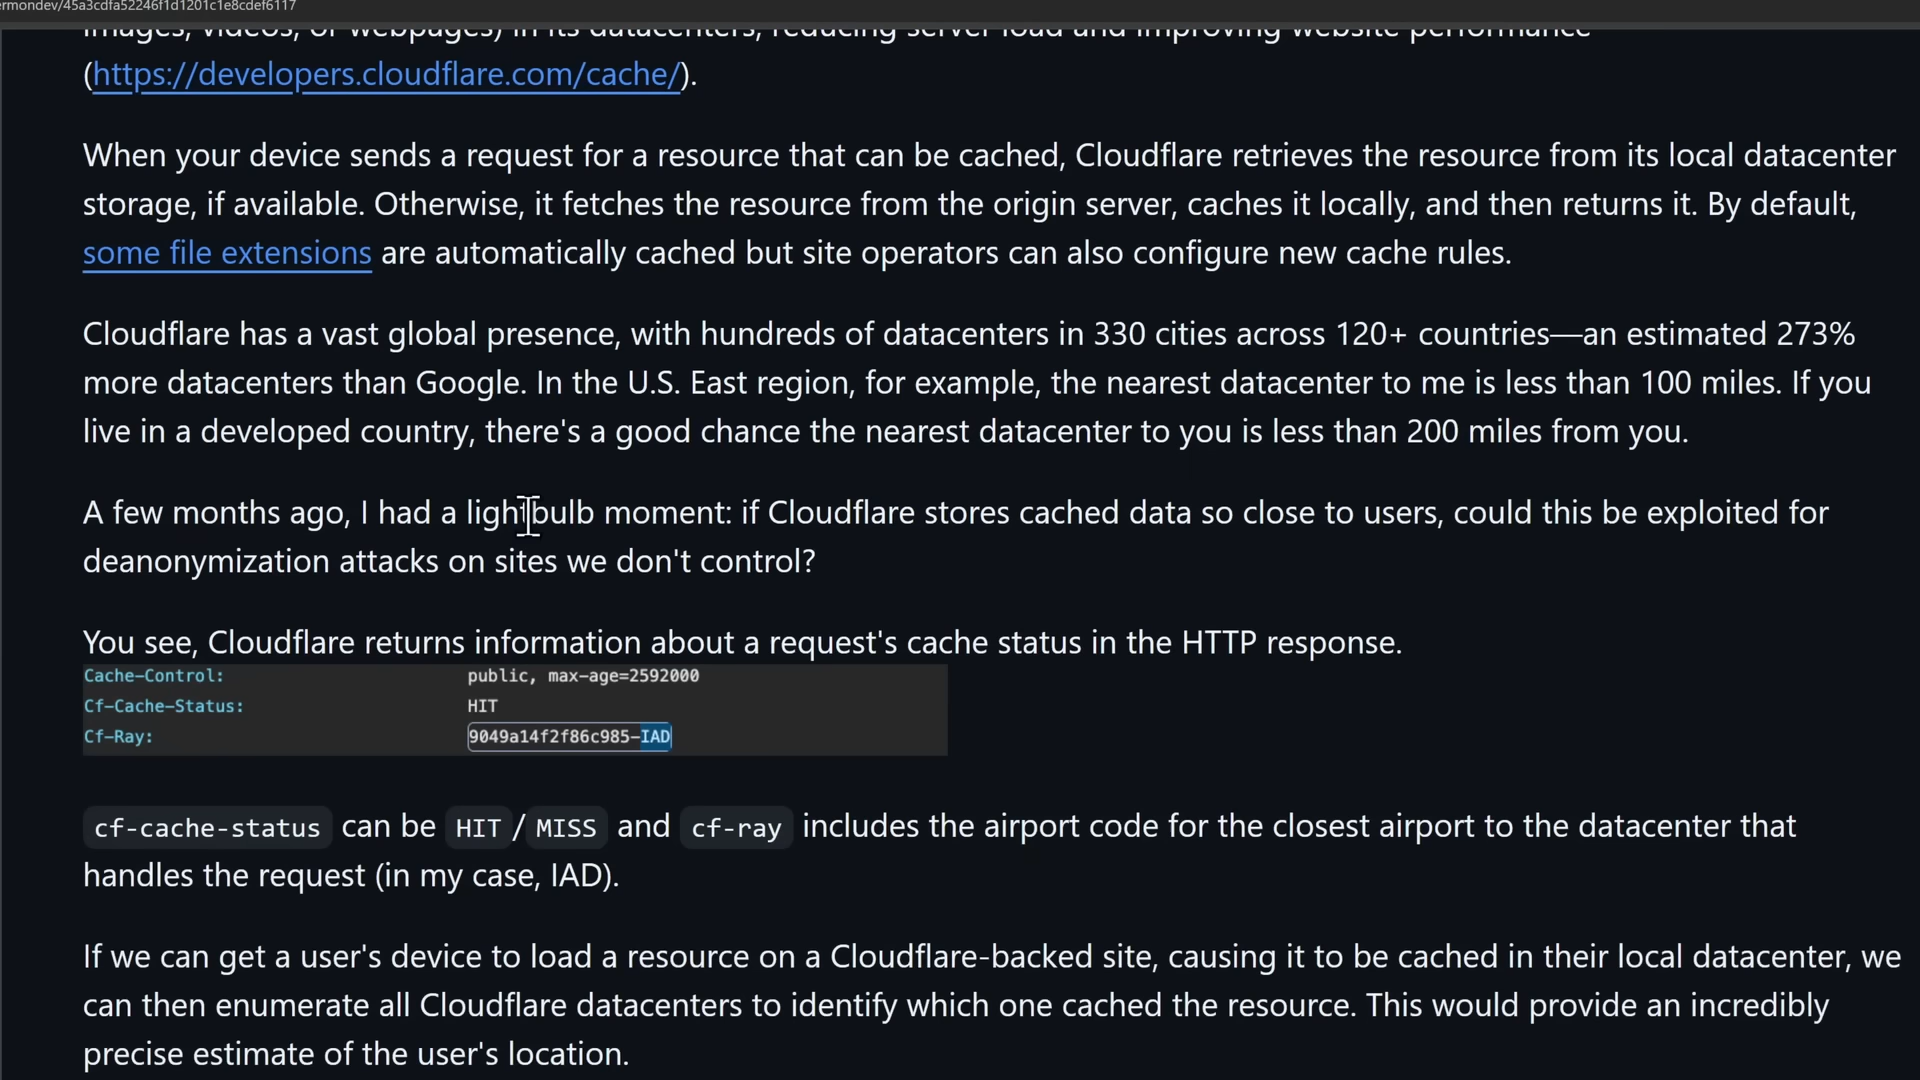 ermondev/45a3cdfa52246f1d1201c1e8cdef6117
images, videos, or webpages) in its datacenters, reducing server load and improving website performance
(https://developers.cloudflare.com/cache/).
When your device sends a request for a resource that can be cached, Cloudflare retrieves the resource from its local datacenter
storage, if available. Otherwise, it fetches the resource from the origin server, caches it locally, and then returns it. By default,
some file extensions are automatically cached but site operators can also configure new cache rules.
Cloudflare has a vast global presence, with hundreds of datacenters in 330 cities across 120+ countries—an estimated 273%
more datacenters than Google. In the U.S. East region, for example, the nearest datacenter to me is less than 100 miles. If you
live in a developed country, there's a good chance the nearest datacenter to you is less than 200 miles from you.
A few months ago, I had a lightbulb moment: if Cloudflare stores cached data so close to users, could this be exploited for
deanonymization attacks on sites we don't control?
You see, Cloudflare returns information about a request's cache status in the HTTP response.
Cache-Control: public, max-age=2592000
Cf-Cache-Status: HIT
Cf-Ray: 9049a14f2f86c985-IAD
cf-cache-status can be HIT/MISS and cf-ray includes the airport code for the closest airport to the datacenter that
handles the request (in my case, IAD).
If we can get a user's device to load a resource on a Cloudflare-backed site, causing it to be cached in their local datacenter, we
can then enumerate all Cloudflare datacenters to identify which one cached the resource. This would provide an incredibly
precise estimate of the user's location.